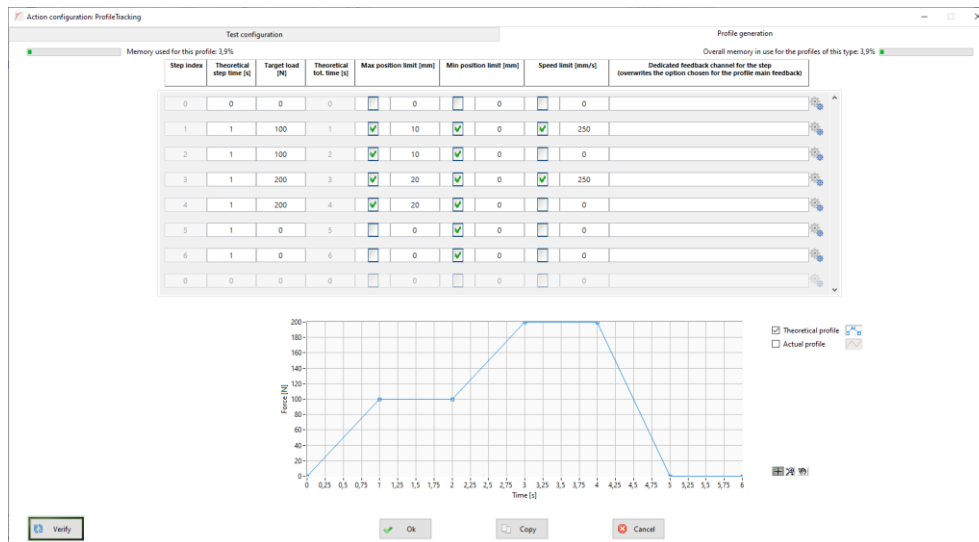 Action configuration: ProfileTracking
Test configuration Profile generation
Memory used for this profile: 3,9% Overall memory in use for the profiles of this type: 3,9%
Step index Theoretical step time [s] Target load [N] Theoretical tot. time [s] Max position limit [mm] Min position limit [mm] Speed limit [mm/s] Dedicated feedback channel for the step (overwrites the option chosen for the profile main feedback)
0 0 0 0 0 0 0
1 1 100 1 10 0 250
2 1 100 2 10 0 0
3 1 200 3 20 0 250
4 1 200 4 20 0 0
5 1 0 5 0 0 0
6 1 0 6 0 0 0
0 0 0 0 0 0 0
200
180
160
140
120
100
80
60
40
20
0
Force [N]
0 0,25 0,5 0,75 1 1,25 1,5 1,75 2 2,25 2,5 2,75 3 3,25 3,5 3,75 4 4,25 4,5 4,75 5 5,25 5,5 5,75 6
Time [s]
Theoretical profile
Actual profile
Verify Ok Copy Cancel